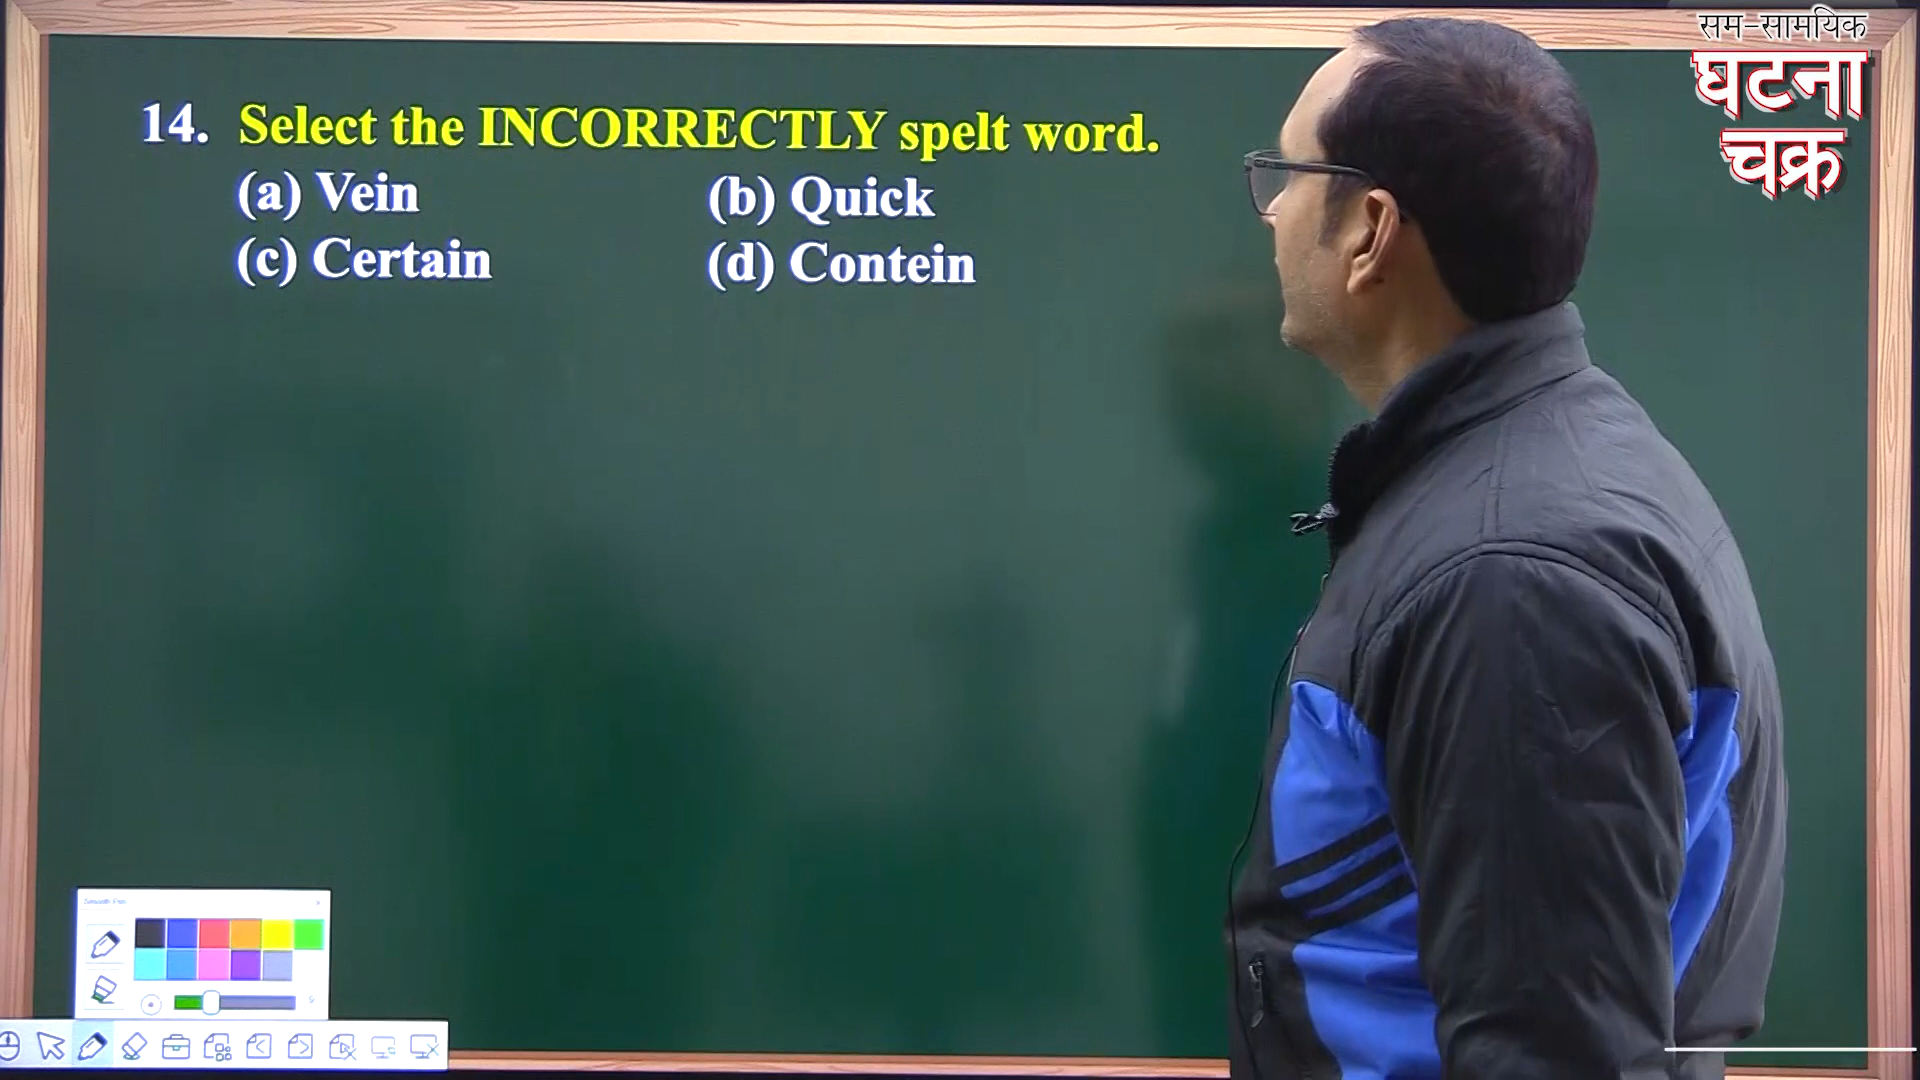 सम-सामयिक
घटना
चक्र
14. Select the INCORRECTLY spelt word.
(a) Vein (b) Quick
(c) Certain (d) Contein